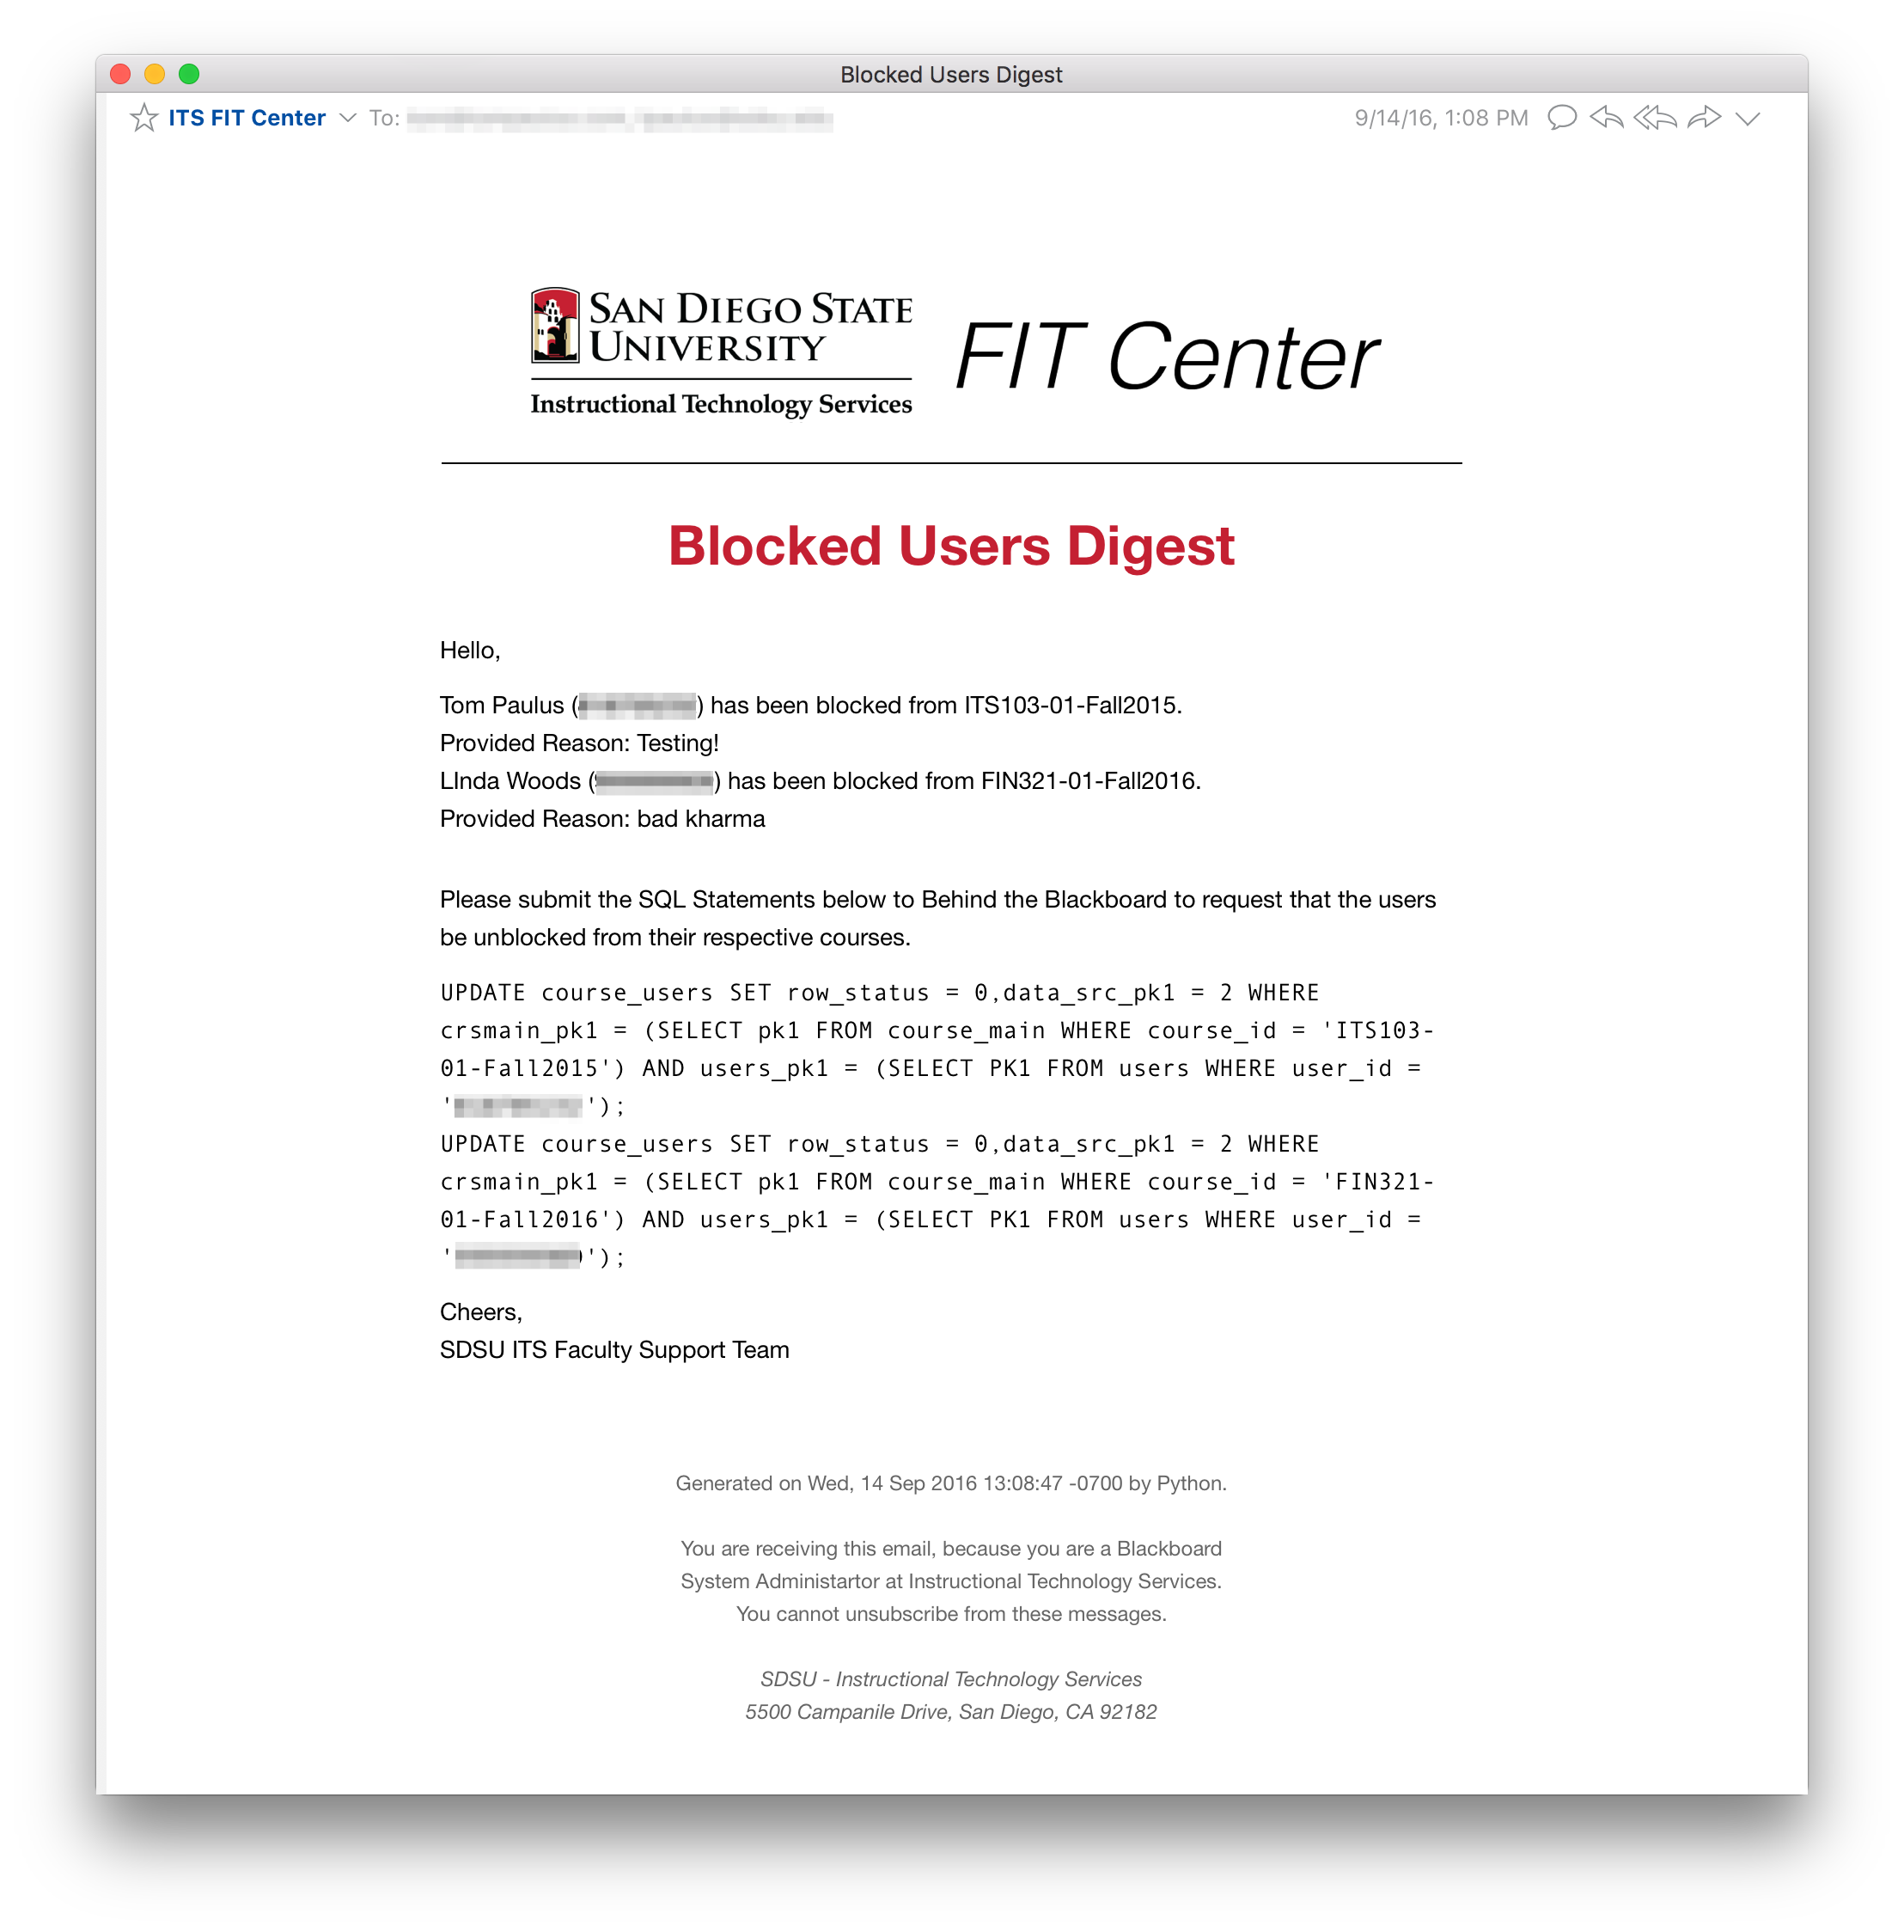 Blocked Users Digest
ITS FIT Center To:
9/14/16, 1:08 PM
SAN DIEGO STATE
UNIVERSITY
Instructional Technology Services
FIT Center
Blocked Users Digest
Hello,
Tom Paulus ( ) has been blocked from ITS103-01-Fall2015.
Provided Reason: Testing!
LInda Woods ( ) has been blocked from FIN321-01-Fall2016.
Provided Reason: bad kharma
Please submit the SQL Statements below to Behind the Blackboard to request that the users
be unblocked from their respective courses.
UPDATE course_users SET row_status = 0,data_src_pk1 = 2 WHERE
crsmain_pk1 = (SELECT pk1 FROM course_main WHERE course_id = 'ITS103-
01-Fall2015') AND users_pk1 = (SELECT PK1 FROM users WHERE user_id =
' ');
UPDATE course_users SET row_status = 0,data_src_pk1 = 2 WHERE
crsmain_pk1 = (SELECT pk1 FROM course_main WHERE course_id = 'FIN321-
01-Fall2016') AND users_pk1 = (SELECT PK1 FROM users WHERE user_id =
' ');
Cheers,
SDSU ITS Faculty Support Team
Generated on Wed, 14 Sep 2016 13:08:47 -0700 by Python.
You are receiving this email, because you are a Blackboard
System Administartor at Instructional Technology Services.
You cannot unsubscribe from these messages.
SDSU - Instructional Technology Services
5500 Campanile Drive, San Diego, CA 92182